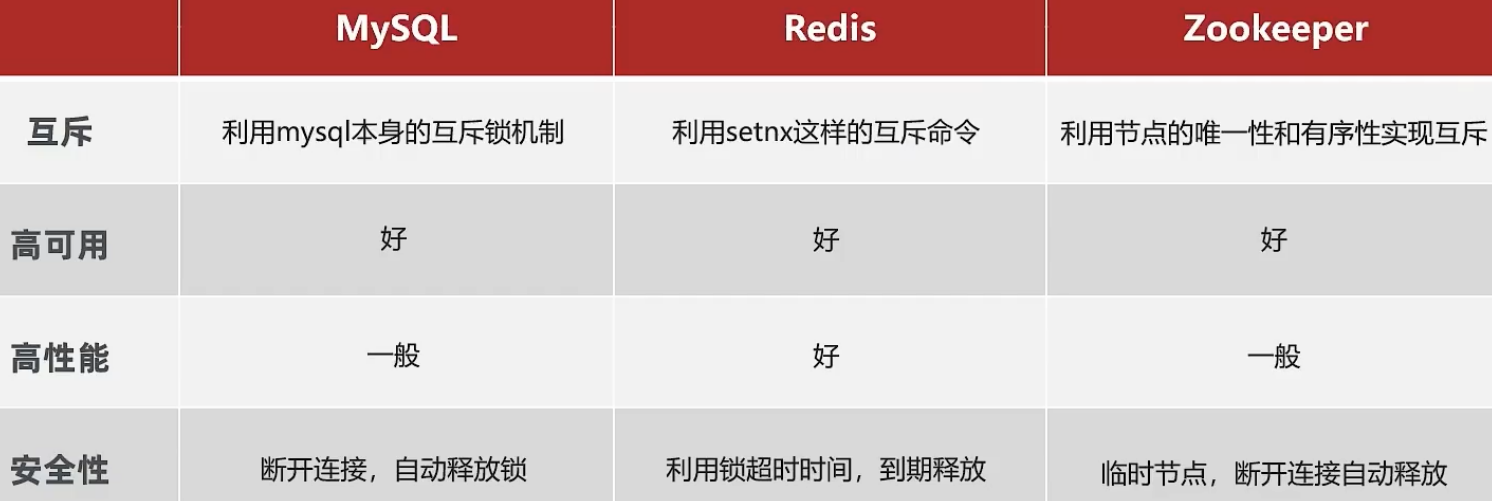 MySQL Redis Zookeeper
互斥 利用mysql本身的互斥锁机制 利用setnx这样的互斥命令 利用节点的唯一性和有序性实现互斥
高可用 好 好 好
高性能 一般 好 一般
安全性 断开连接，自动释放锁 利用锁超时时间，到期释放 临时节点，断开连接自动释放